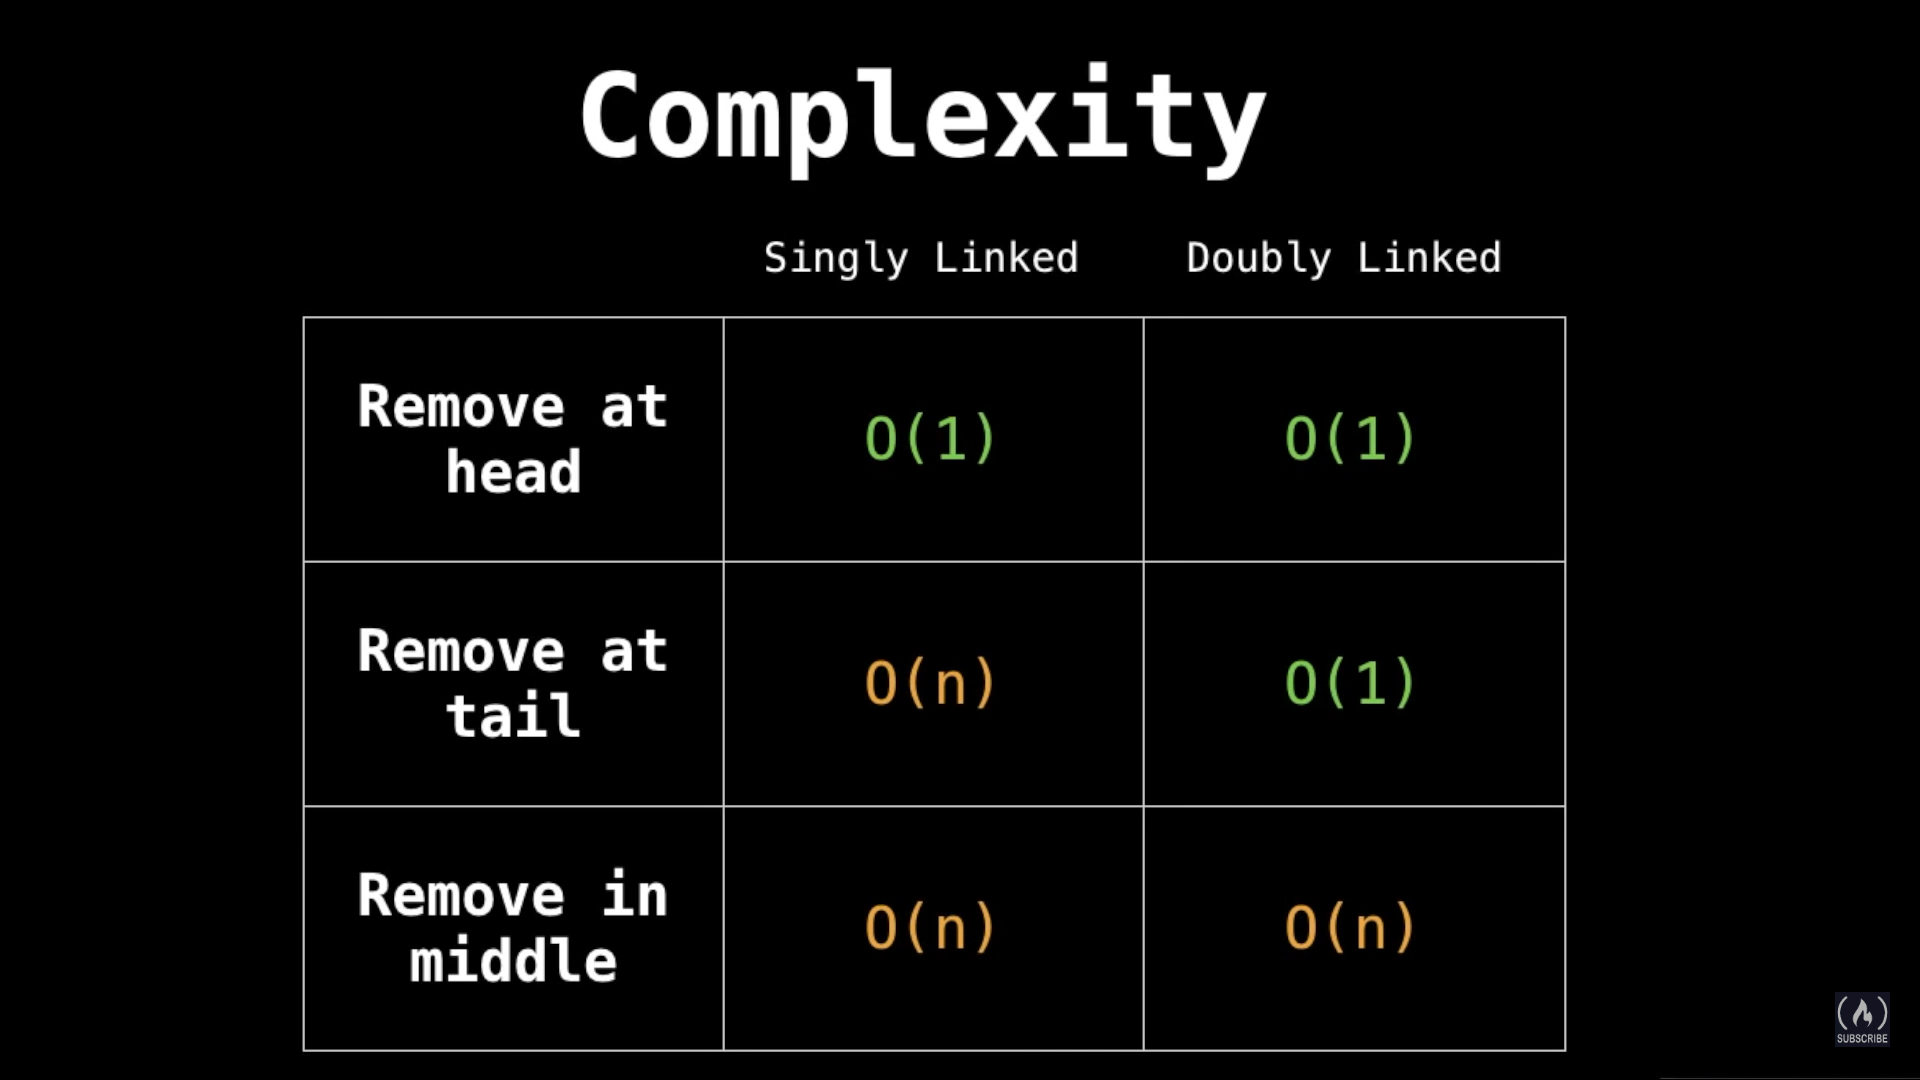 Complexity
Singly Linked Doubly Linked
Remove at
head
O(1) O(1)
Remove at
tail
O(n) O(1)
Remove in
middle
O(n) O(n)
SUBSCRIBE